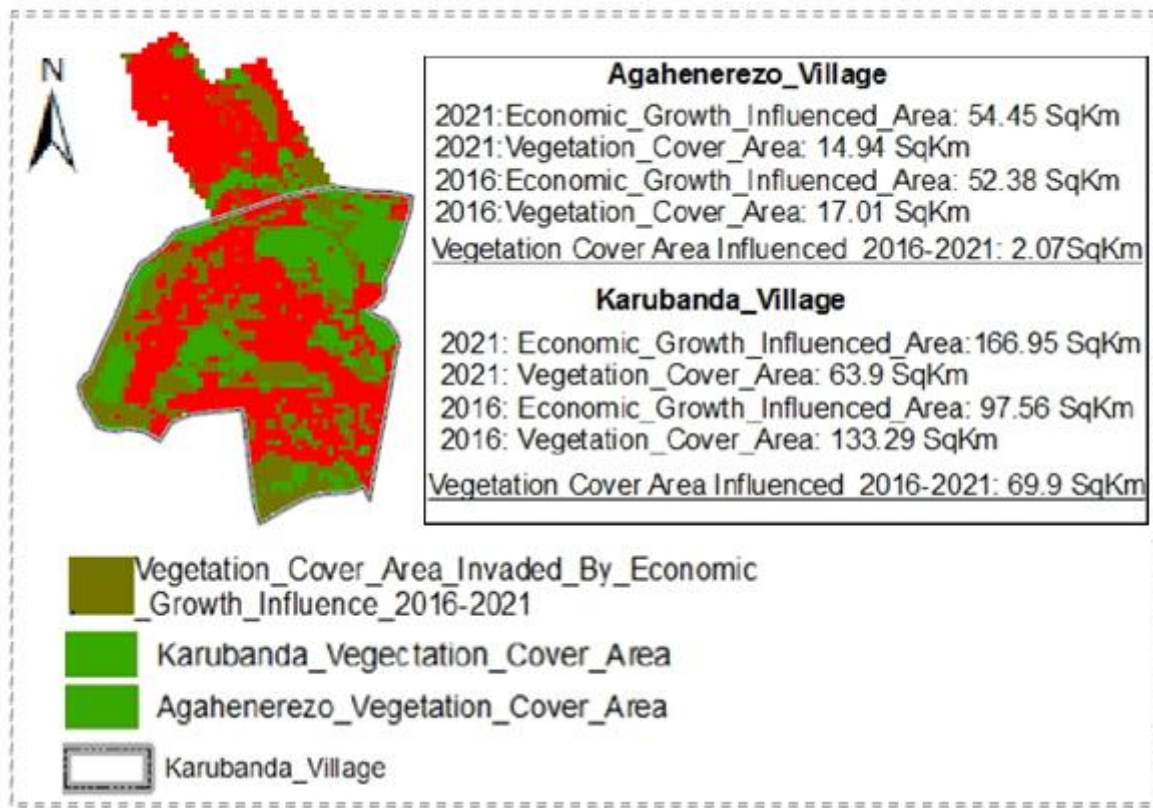 N
Agahenerezo_Village
2021:Economic_Growth_Influenced_Area: 54.45 SqKm
2021:Vegetation_Cover_Area: 14.94 SqKm
2016:Economic_Growth_Influenced_Area: 52.38 SqKm
2016:Vegetation_Cover_Area: 17.01 SqKm
Vegetation Cover Area Influenced 2016-2021: 2.07SqKm
Karubanda_Village
2021: Economic_Growth_Influenced_Area:166.95 SqKm
2021: Vegetation_Cover_Area: 63.9 SqKm
2016: Economic_Growth_Influenced_Area: 97.56 SqKm
2016: Vegetation_Cover_Area: 133.29 SqKm
Vegetation Cover Area Influenced 2016-2021: 69.9 SqKm
Vegetation_Cover_Area_Invaded_By_Economic
_Growth_Influence_2016-2021
Karubanda_Vegectation_Cover_Area
Agahenerezo_Vegetation_Cover_Area
Karubanda_Village